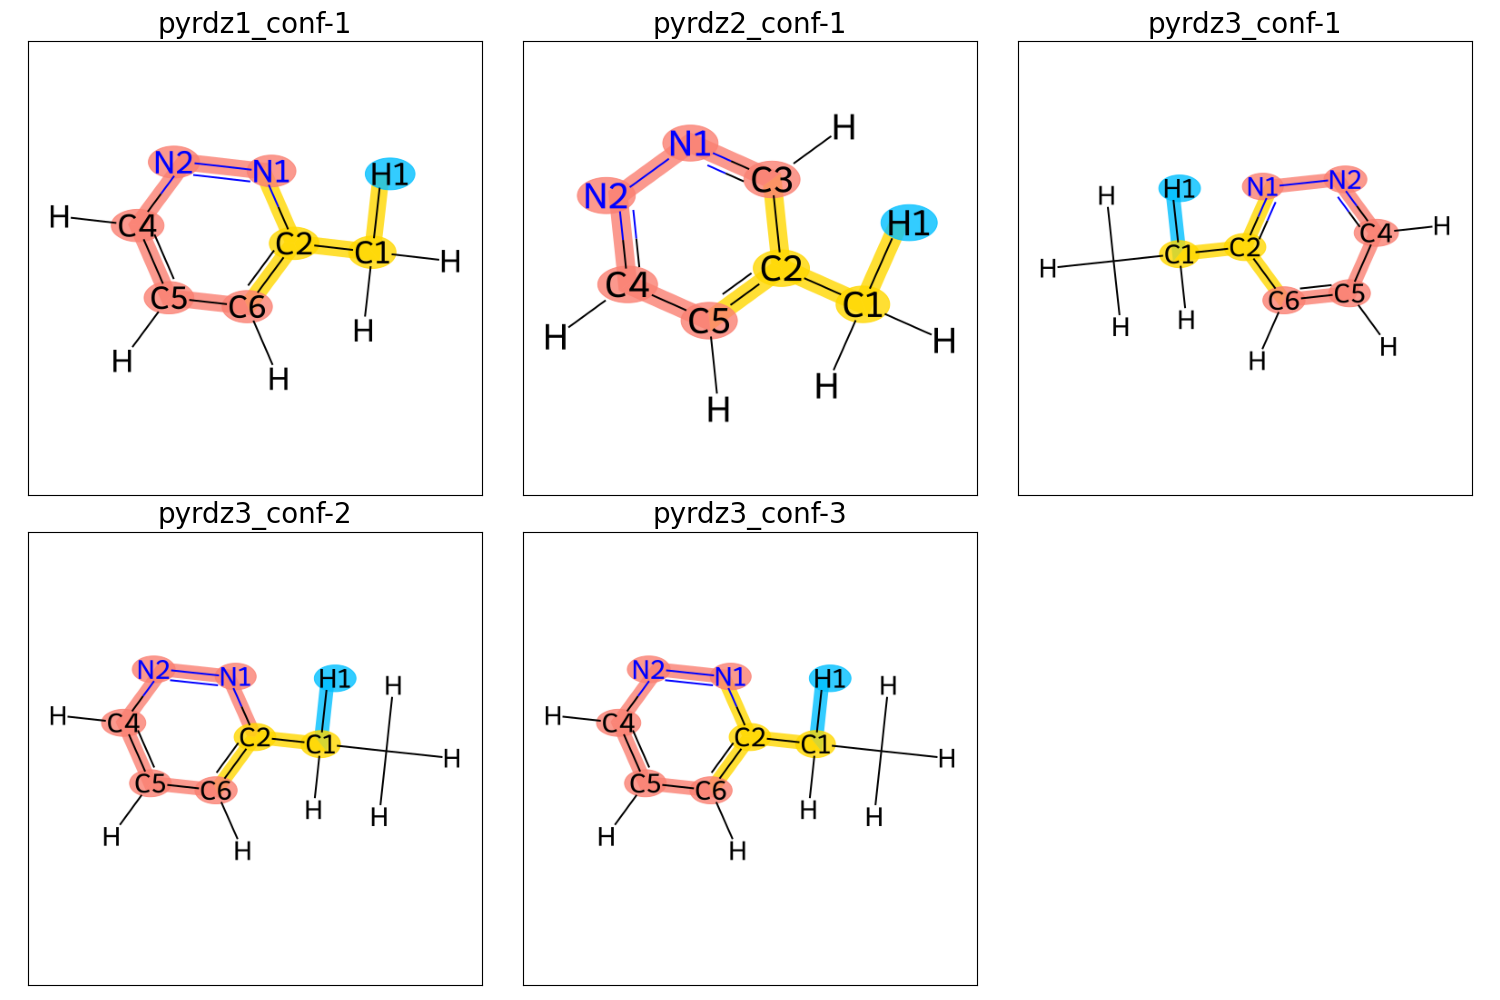 pyrdz1_conf-1
N2 N1 H1
H C4 C2 C1 H
C5 C6 H
H H
pyrdz2_conf-1
H
N1 C3
N2 H1
C4 C2 C1
H C5 H
H H
pyrdz3_conf-1
H H1 N1 N2
H C1 C2 C4 H
H H C6 C5
H H
pyrdz3_conf-2
N2 N1 H1 H
H C4 C2 C1 H
C5 C6 H H
H H
pyrdz3_conf-3
N2 N1 H1 H
H C4 C2 C1 H
C5 C6 H H
H H